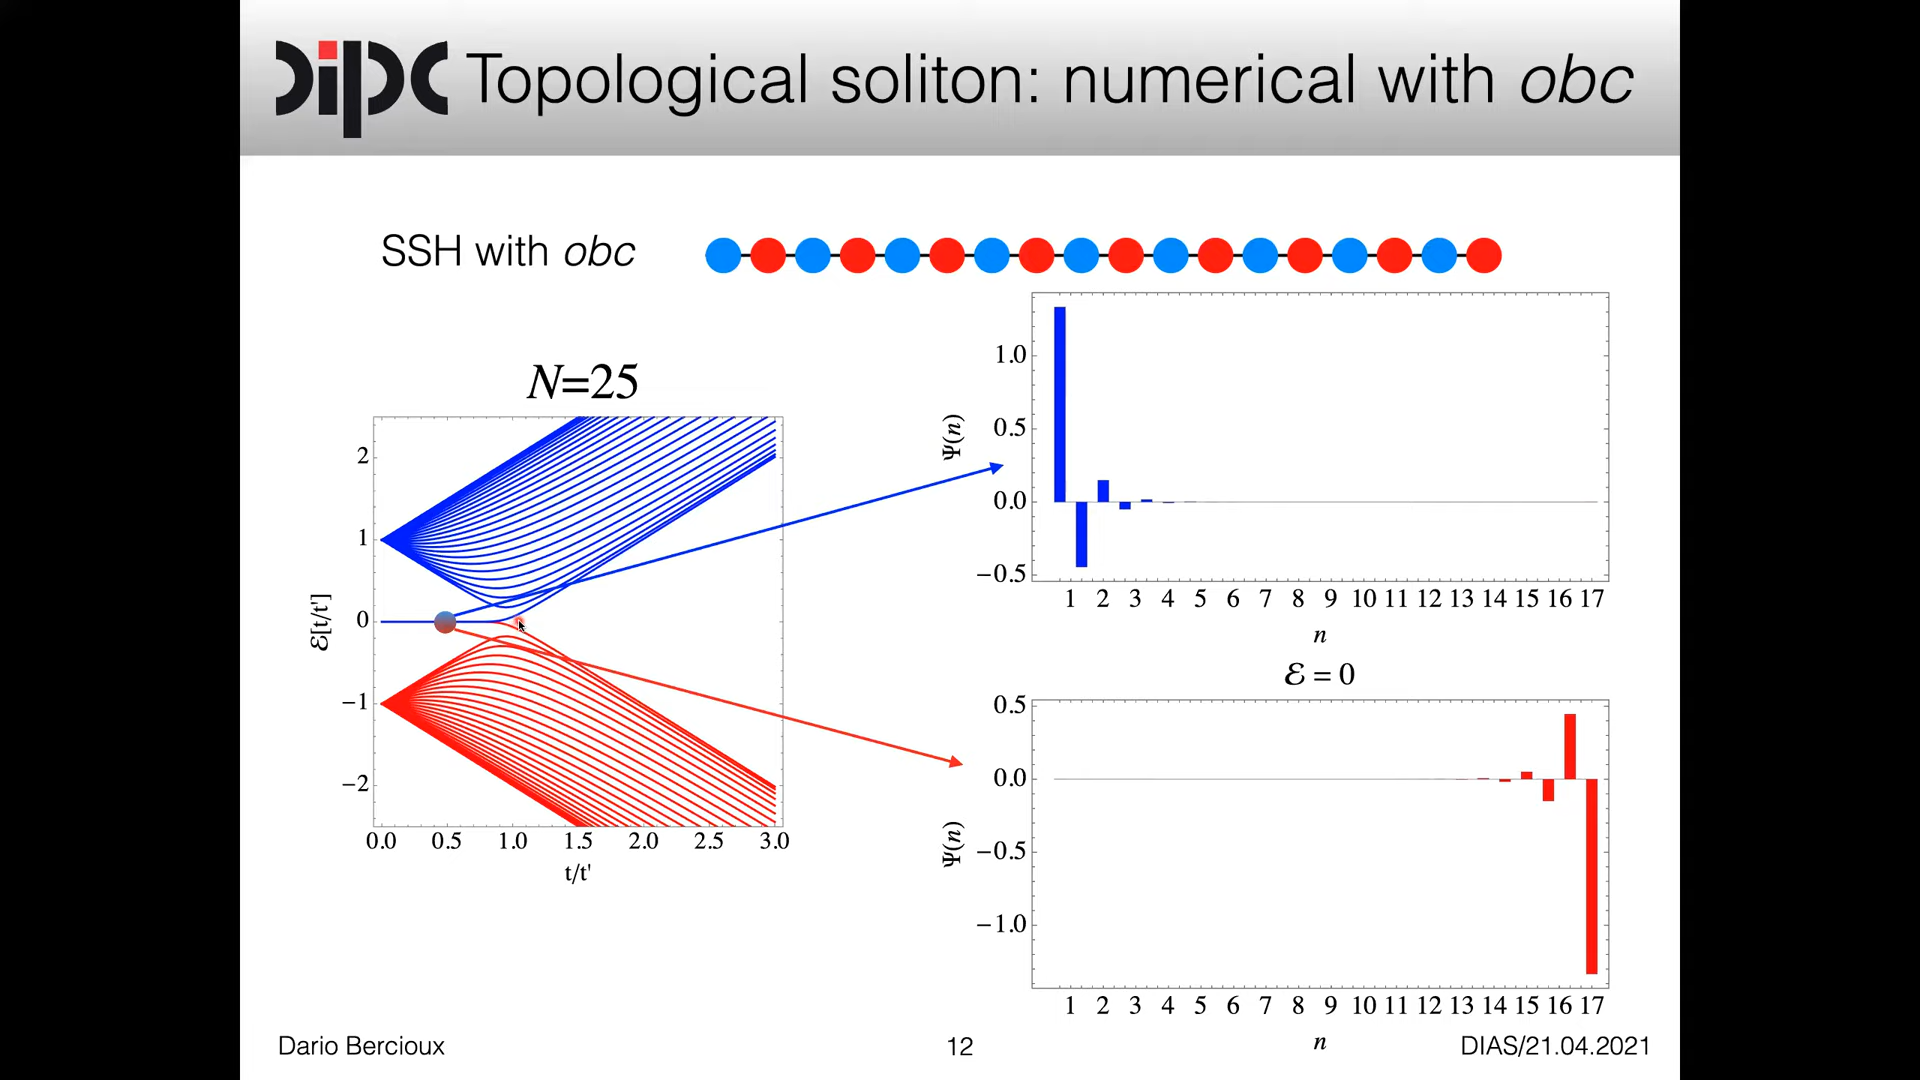 dipc
Topological soliton: numerical with obc
SSH with obc
N=25
ℰ[t/t']
2
1
0
−1
−2
0.0 0.5 1.0 1.5 2.0 2.5 3.0
t/t'
Ψ(n)
1.0
0.5
0.0
−0.5
1 2 3 4 5 6 7 8 9 10 11 12 13 14 15 16 17
n
ℰ = 0
Ψ(n)
0.5
0.0
−0.5
−1.0
1 2 3 4 5 6 7 8 9 10 11 12 13 14 15 16 17
n
Dario Bercioux
12
DIAS/21.04.2021